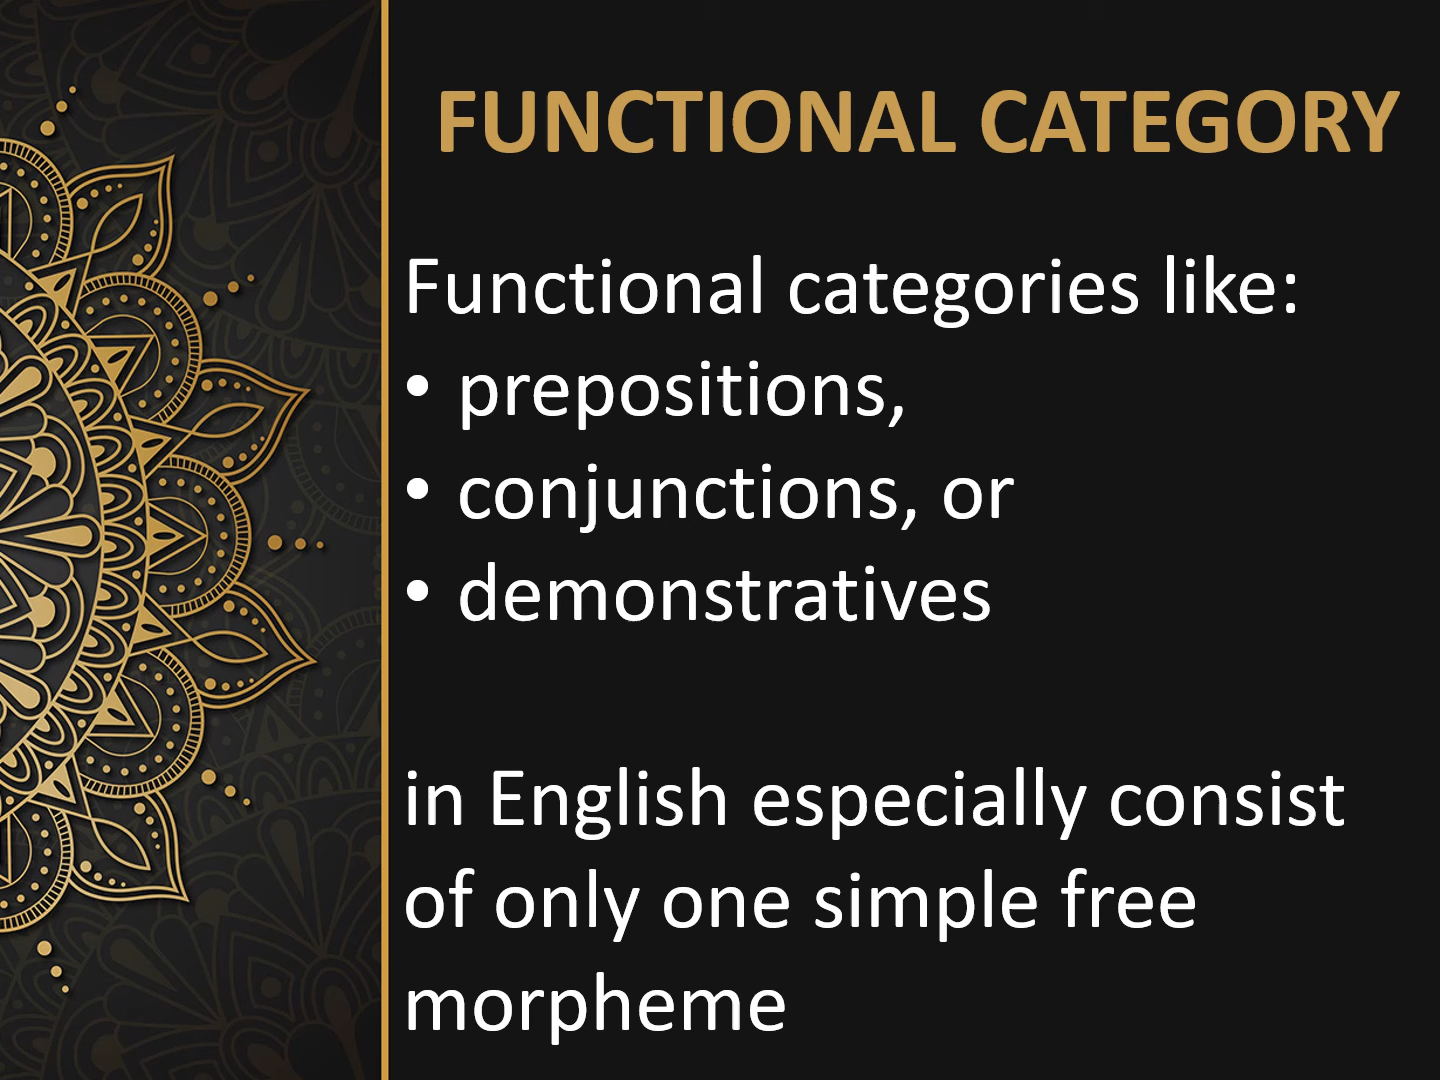 FUNCTIONAL CATEGORY
Functional categories like:
• prepositions,
• conjunctions, or
• demonstratives
in English especially consist
of only one simple free
morpheme